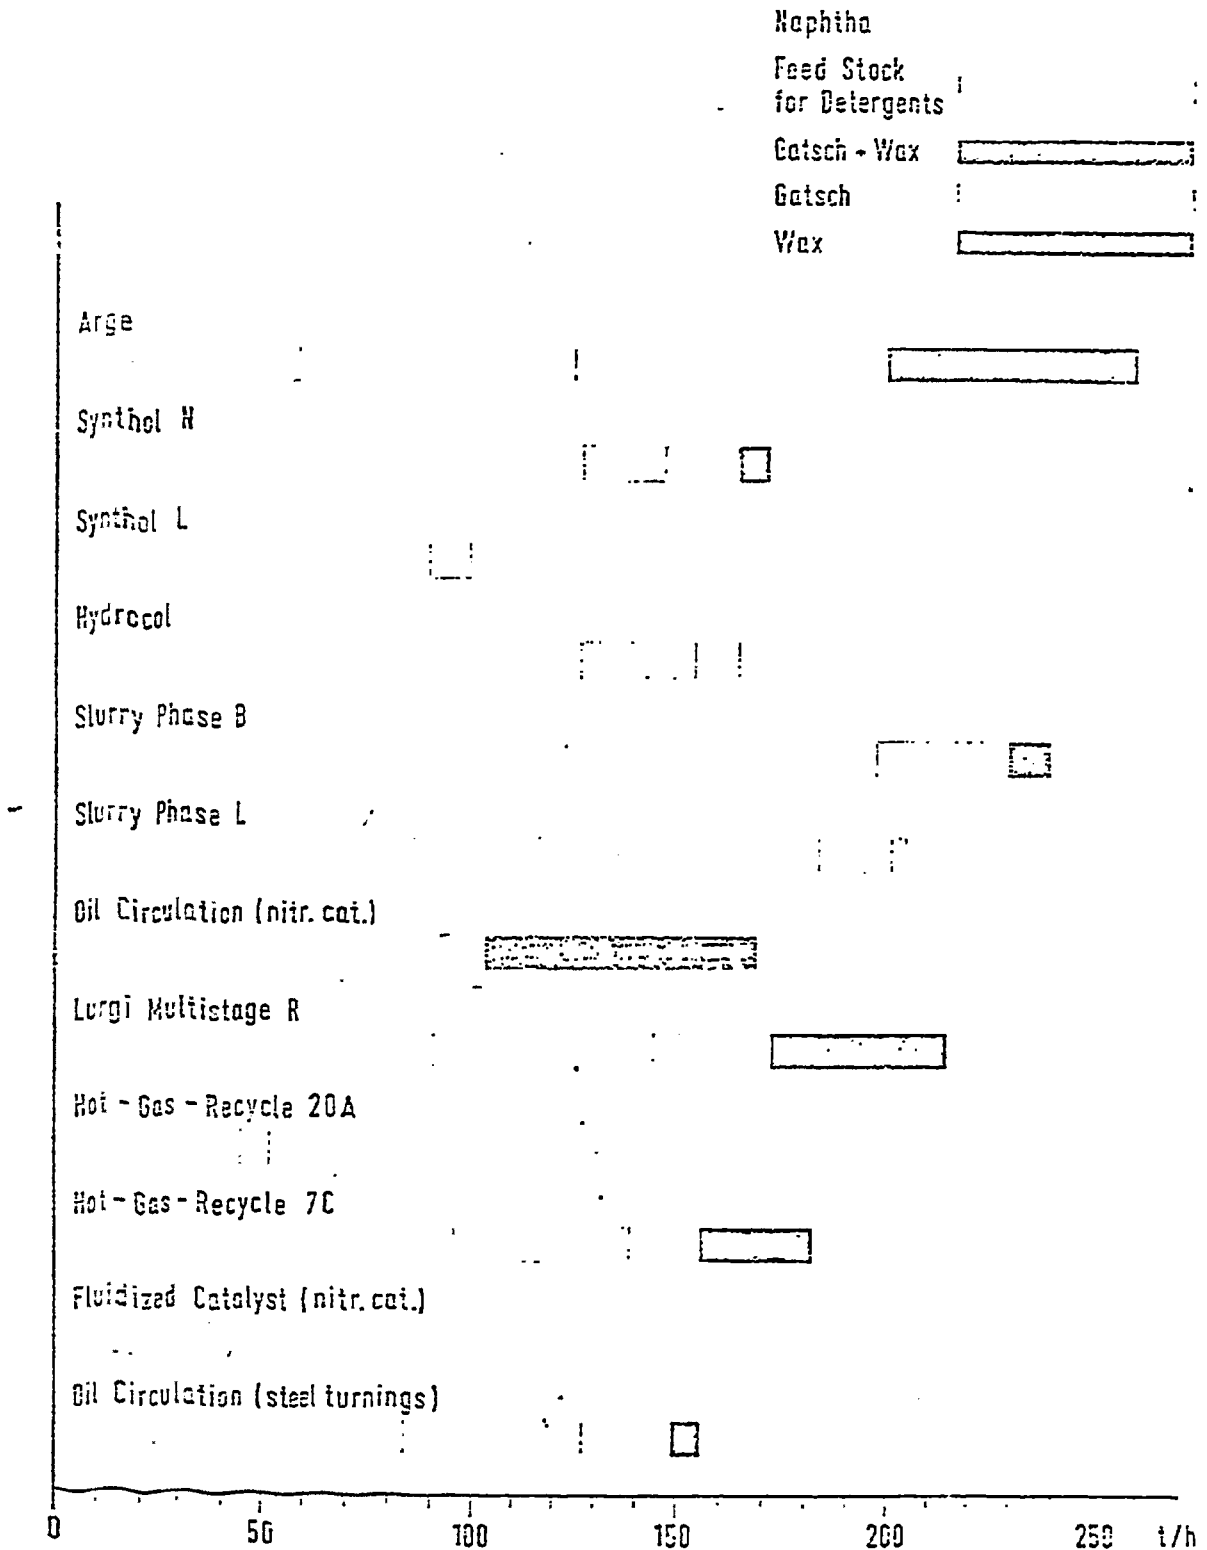 Naphtha
Feed Stock
for Detergents
Gatsch + Wax
Gatsch
Wax
Arge
Synthol N
Synthol L
Hydrocol
Slurry Phase B
Slurry Phase L
Oil Circulation (nitr. cat.)
Lurgi Multistage R
Hot - Gas - Recycle 20A
Hot - Gas - Recycle 7C
Fluidized Catalyst (nitr. cat.)
Oil Circulation (steel turnings)
0 50 100 150 200 250 t/h